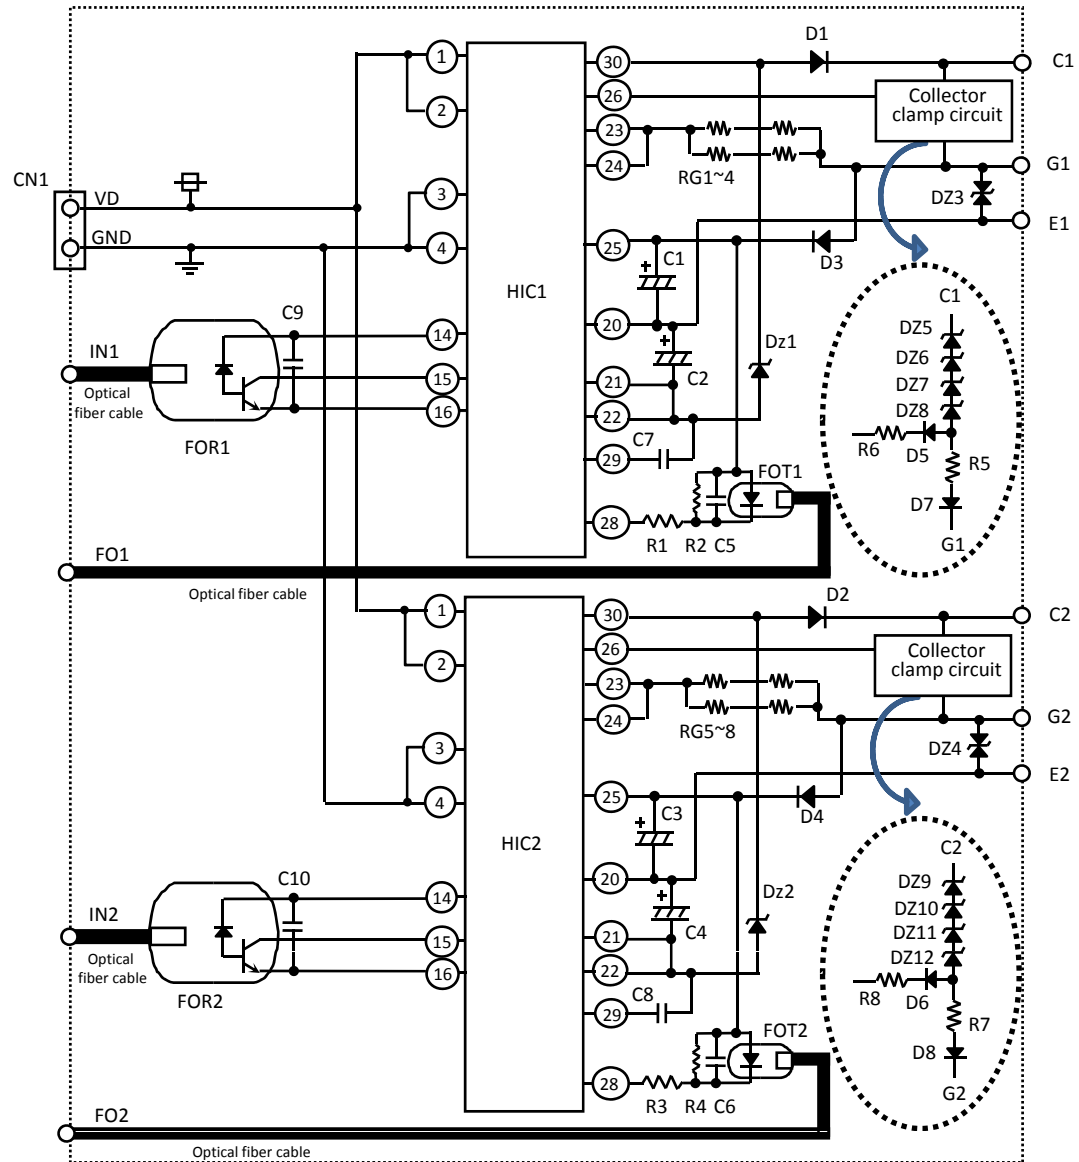 D1
C1
1
30
26
Collector
clamp circuit
2
23
24
RG1~4
G1
CN1
VD
3
DZ3
GND
4
E1
25
C1
+
D3
HIC1
C9
14
20
+
C2
Dz1
C1
DZ5
DZ6
DZ7
DZ8
IN1
Optical
fiber cable
15
21
16
22
FOR1
C7
29
R6
D5
R5
FOT1
D7
28
R1
R2
C5
G1
FO1
Optical fiber cable
D2
C2
1
30
26
Collector
clamp circuit
2
23
24
RG5~8
G2
3
DZ4
4
E2
25
C3
+
D4
HIC2
C10
14
20
+
C4
Dz2
C2
DZ9
DZ10
DZ11
DZ12
IN2
Optical
fiber cable
15
21
16
22
FOR2
C8
29
R8
D6
R7
FOT2
D8
28
R3
R4
C6
G2
FO2
Optical fiber cable